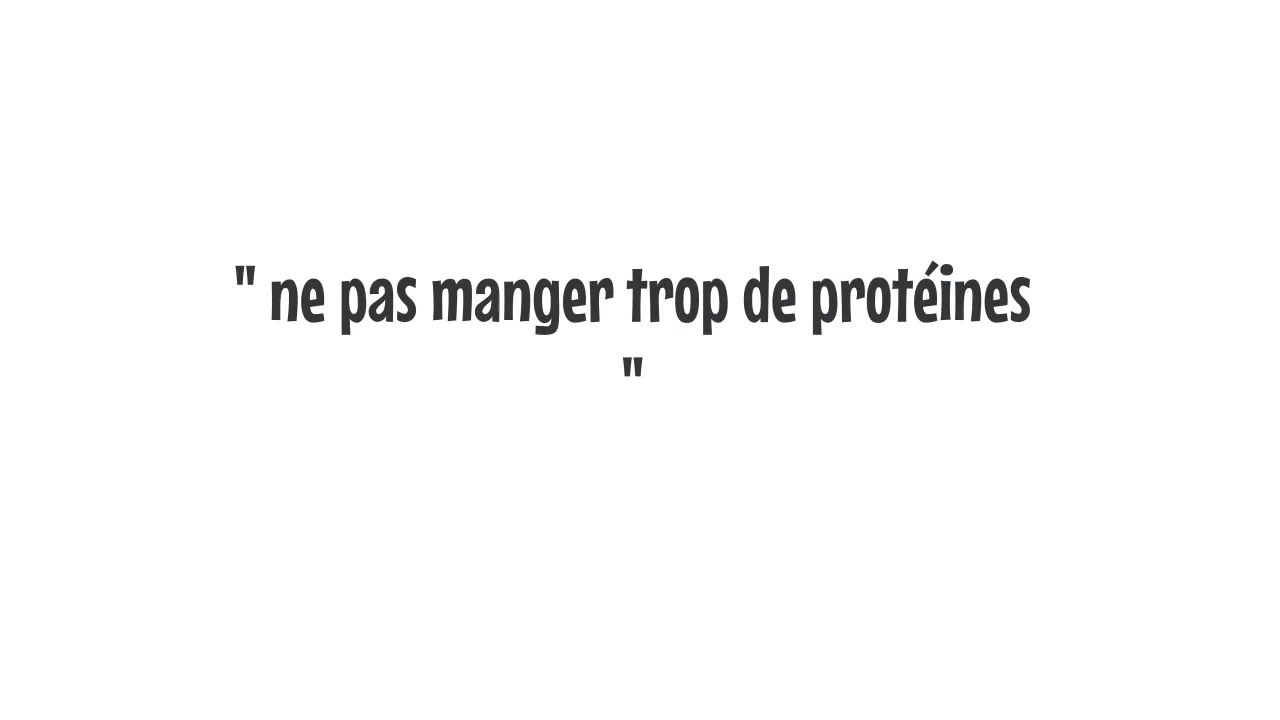 " ne pas manger trop de protéines
"